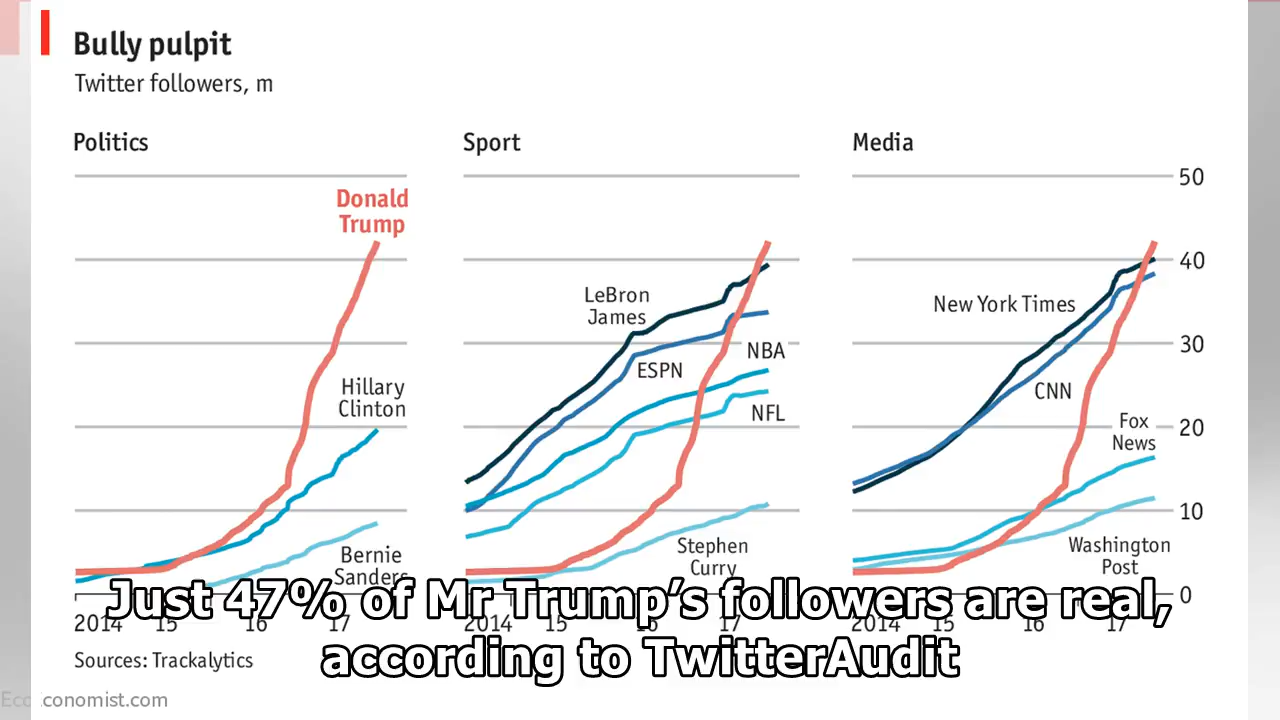 Bully pulpit
Twitter followers, m
Politics
Sport
Media
50
40
30
20
10
0
Donald
Trump
Hillary
Clinton
Bernie
Sanders
2014 15 16 17
LeBron
James
ESPN
NBA
NFL
Stephen
Curry
2014 15 16 17
New York Times
CNN
Fox
News
Washington
Post
2014 15 16 17
Just 47% of Mr Trump’s followers are real,
according to TwitterAudit
Sources: Trackalytics
Economist.com